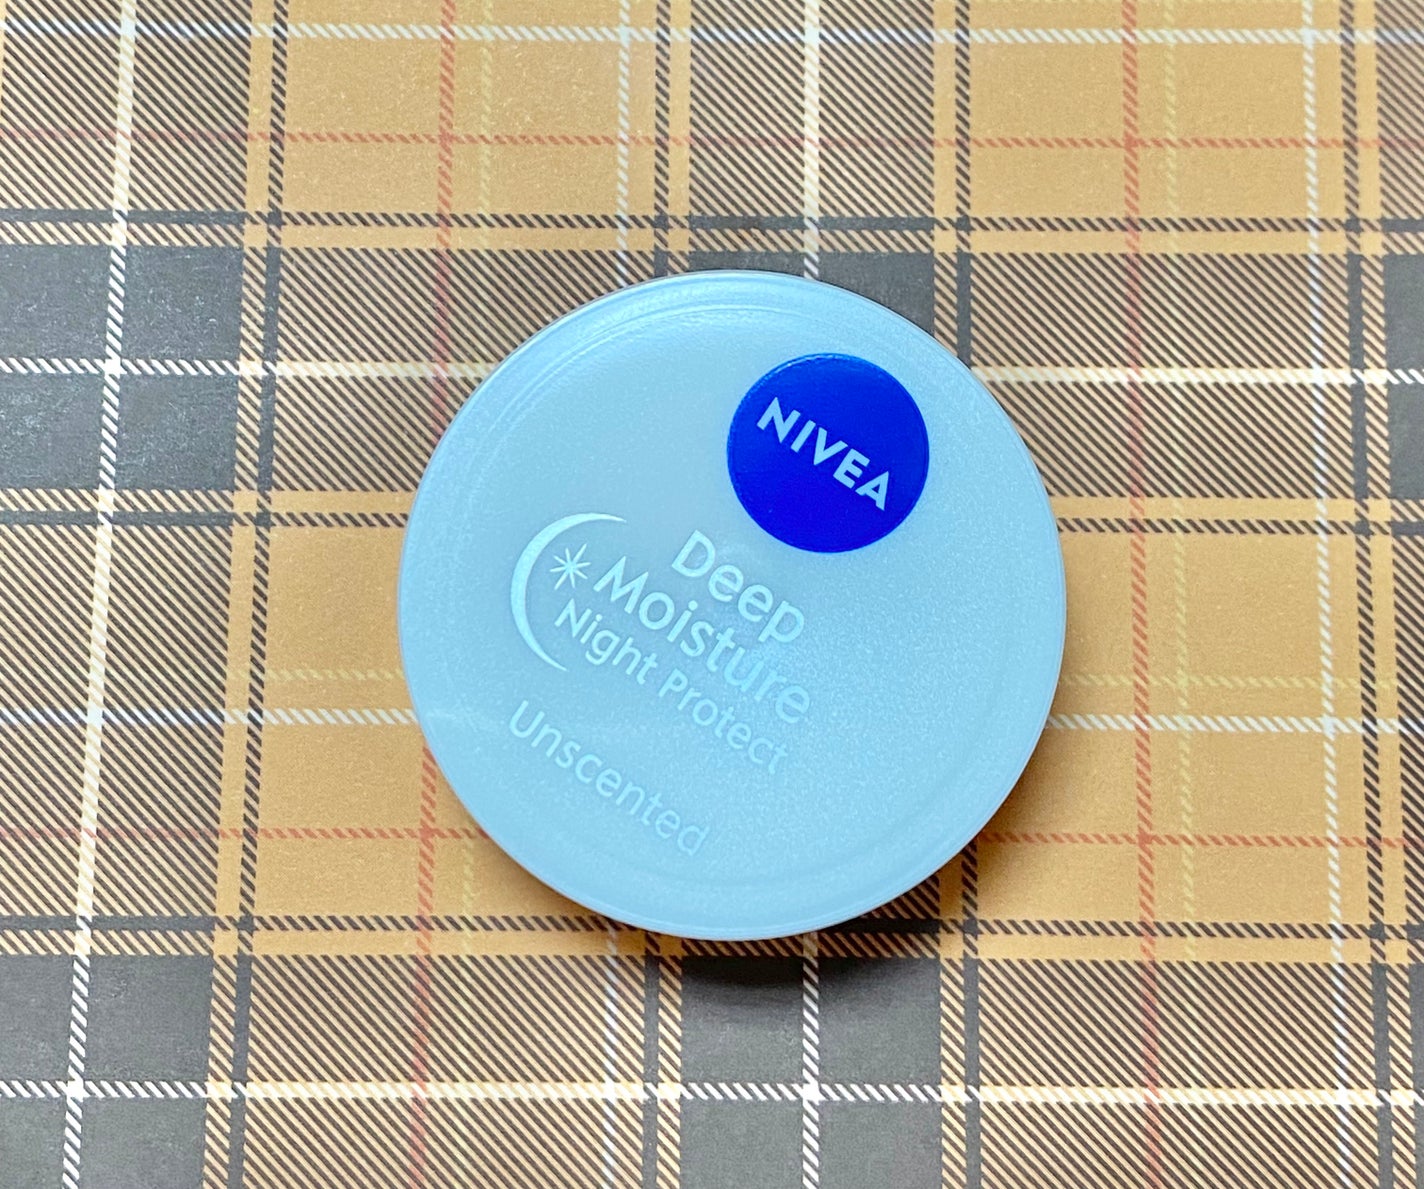 NIVEA
Deep
Moisture
Night Protect
Unscented